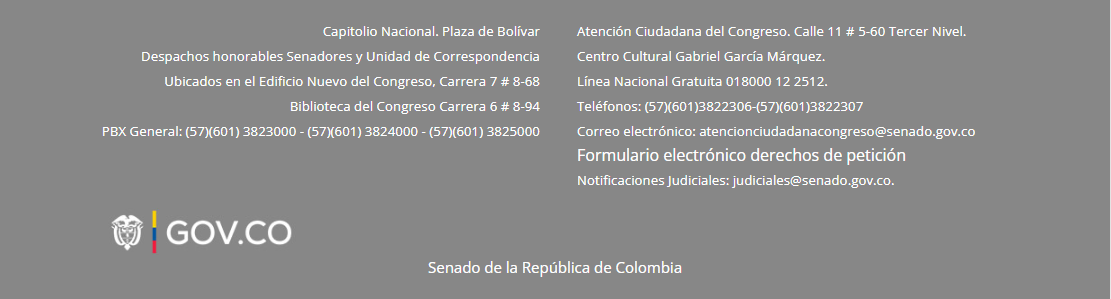 Capitolio Nacional. Plaza de Bolívar
Despachos honorables Senadores y Unidad de Correspondencia
Ubicados en el Edificio Nuevo del Congreso, Carrera 7 # 8-68
Biblioteca del Congreso Carrera 6 # 8-94
PBX General: (57)(601) 3823000 - (57)(601) 3824000 - (57)(601) 3825000
Atención Ciudadana del Congreso. Calle 11 # 5-60 Tercer Nivel.
Centro Cultural Gabriel García Márquez.
Línea Nacional Gratuita 018000 12 2512.
Teléfonos: (57)(601)3822306-(57)(601)3822307
Correo electrónico: atencionciudadanacongreso@senado.gov.co
Formulario electrónico derechos de petición
Notificaciones Judiciales: judiciales@senado.gov.co.
GOV.CO
Senado de la República de Colombia